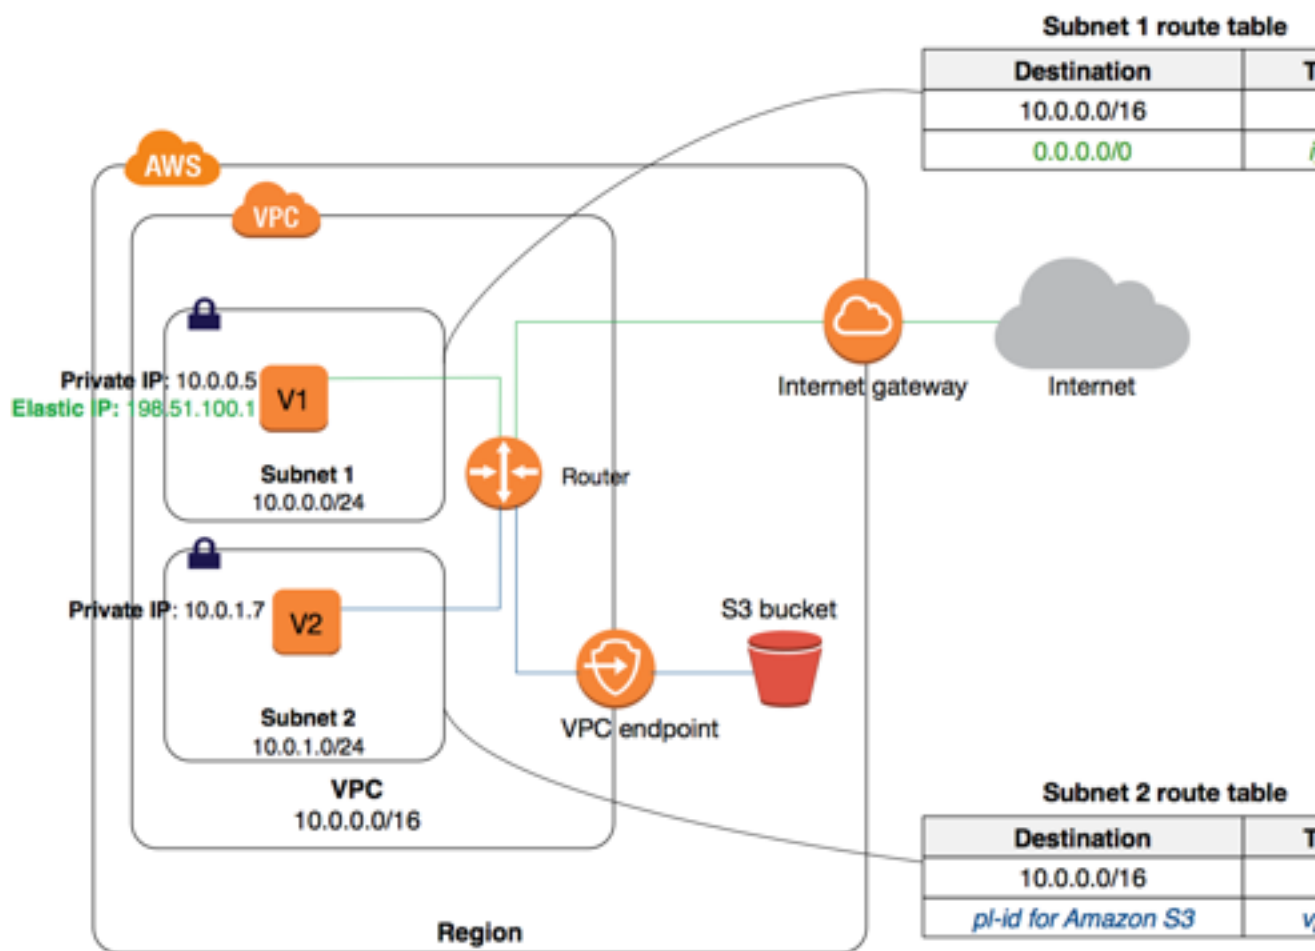 Subnet 1 route table
Destination
10.0.0.0/16
0.0.0.0/0
AWS
VPC
Private IP: 10.0.0.5
Elastic IP: 198.51.100.1
V1
Subnet 1
10.0.0.0/24
Router
Internet gateway
Internet
Private IP: 10.0.1.7
V2
Subnet 2
10.0.1.0/24
VPC
10.0.0.0/16
S3 bucket
VPC endpoint
Region
Subnet 2 route table
Destination
10.0.0.0/16
pl-id for Amazon S3